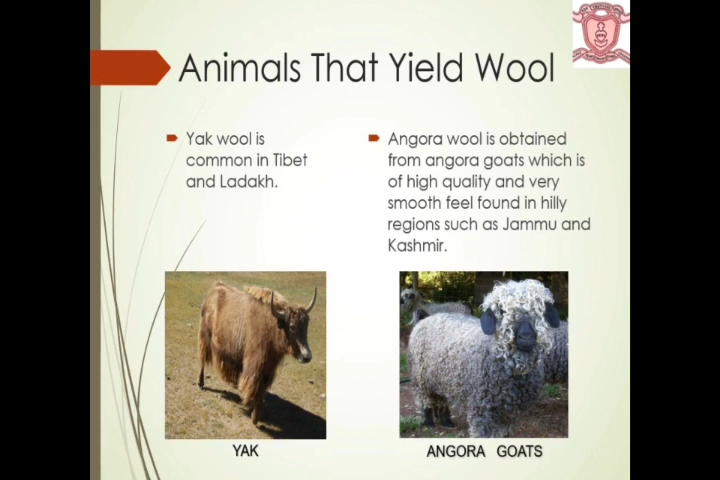 Animals That Yield Wool
Yak wool is
common in Tibet
and Ladakh.
Angora wool is obtained
from angora goats which is
of high quality and very
smooth feel found in hilly
regions such as Jammu and
Kashmir.
YAK
ANGORA GOATS